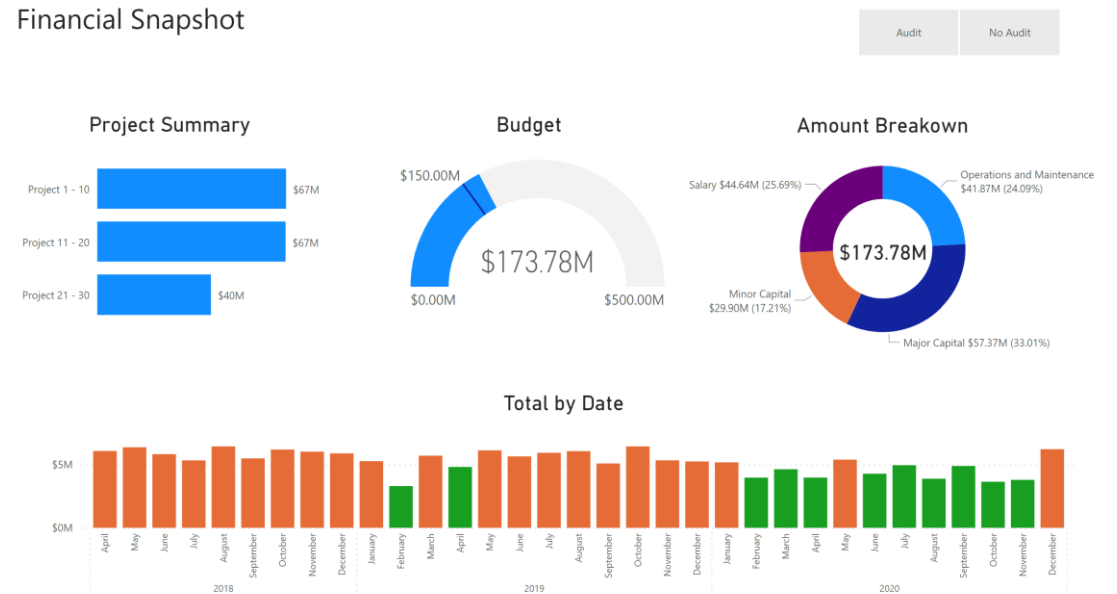 Financial Snapshot
Audit
No Audit
Project Summary
Project 1 - 10
$67M
Project 11 - 20
$67M
Project 21 - 30
$40M
Budget
$150.00M
$173.78M
$0.00M
$500.00M
Amount Breakown
Salary $44.64M (25.69%)
Operations and Maintenance
$41.87M (24.09%)
$173.78M
Minor Capital
$29.90M (17.21%)
Major Capital $57.37M (33.01%)
Total by Date
$5M
$0M
April
May
June
July
August
September
October
November
December
January
February
March
April
May
June
July
August
September
October
November
December
January
February
March
April
May
June
July
August
September
October
November
December
2018
2019
2020